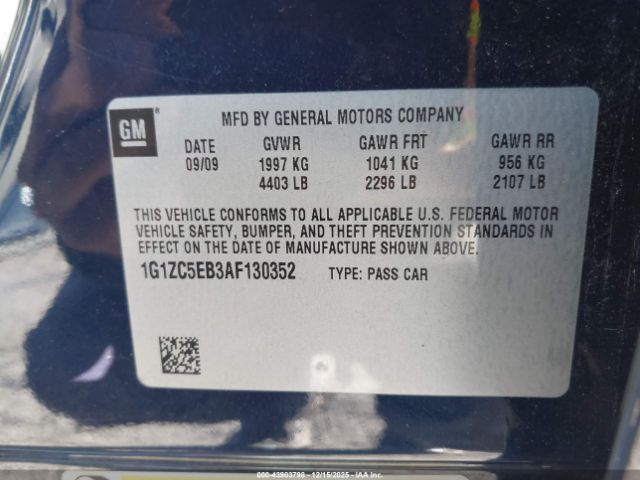 GM®
MFD BY GENERAL MOTORS COMPANY
DATE GVWR GAWR FRT GAWR RR
09/09 1997 KG 1041 KG 956 KG
4403 LB 2296 LB 2107 LB
THIS VEHICLE CONFORMS TO ALL APPLICABLE U.S. FEDERAL MOTOR
VEHICLE SAFETY, BUMPER, AND THEFT PREVENTION STANDARDS IN
EFFECT ON THE DATE OF MANUFACTURE SHOWN ABOVE.
1G1ZC5EB3AF130352 TYPE: PASS CAR
000-43903798 - 12/15/2025 - IAA Inc.